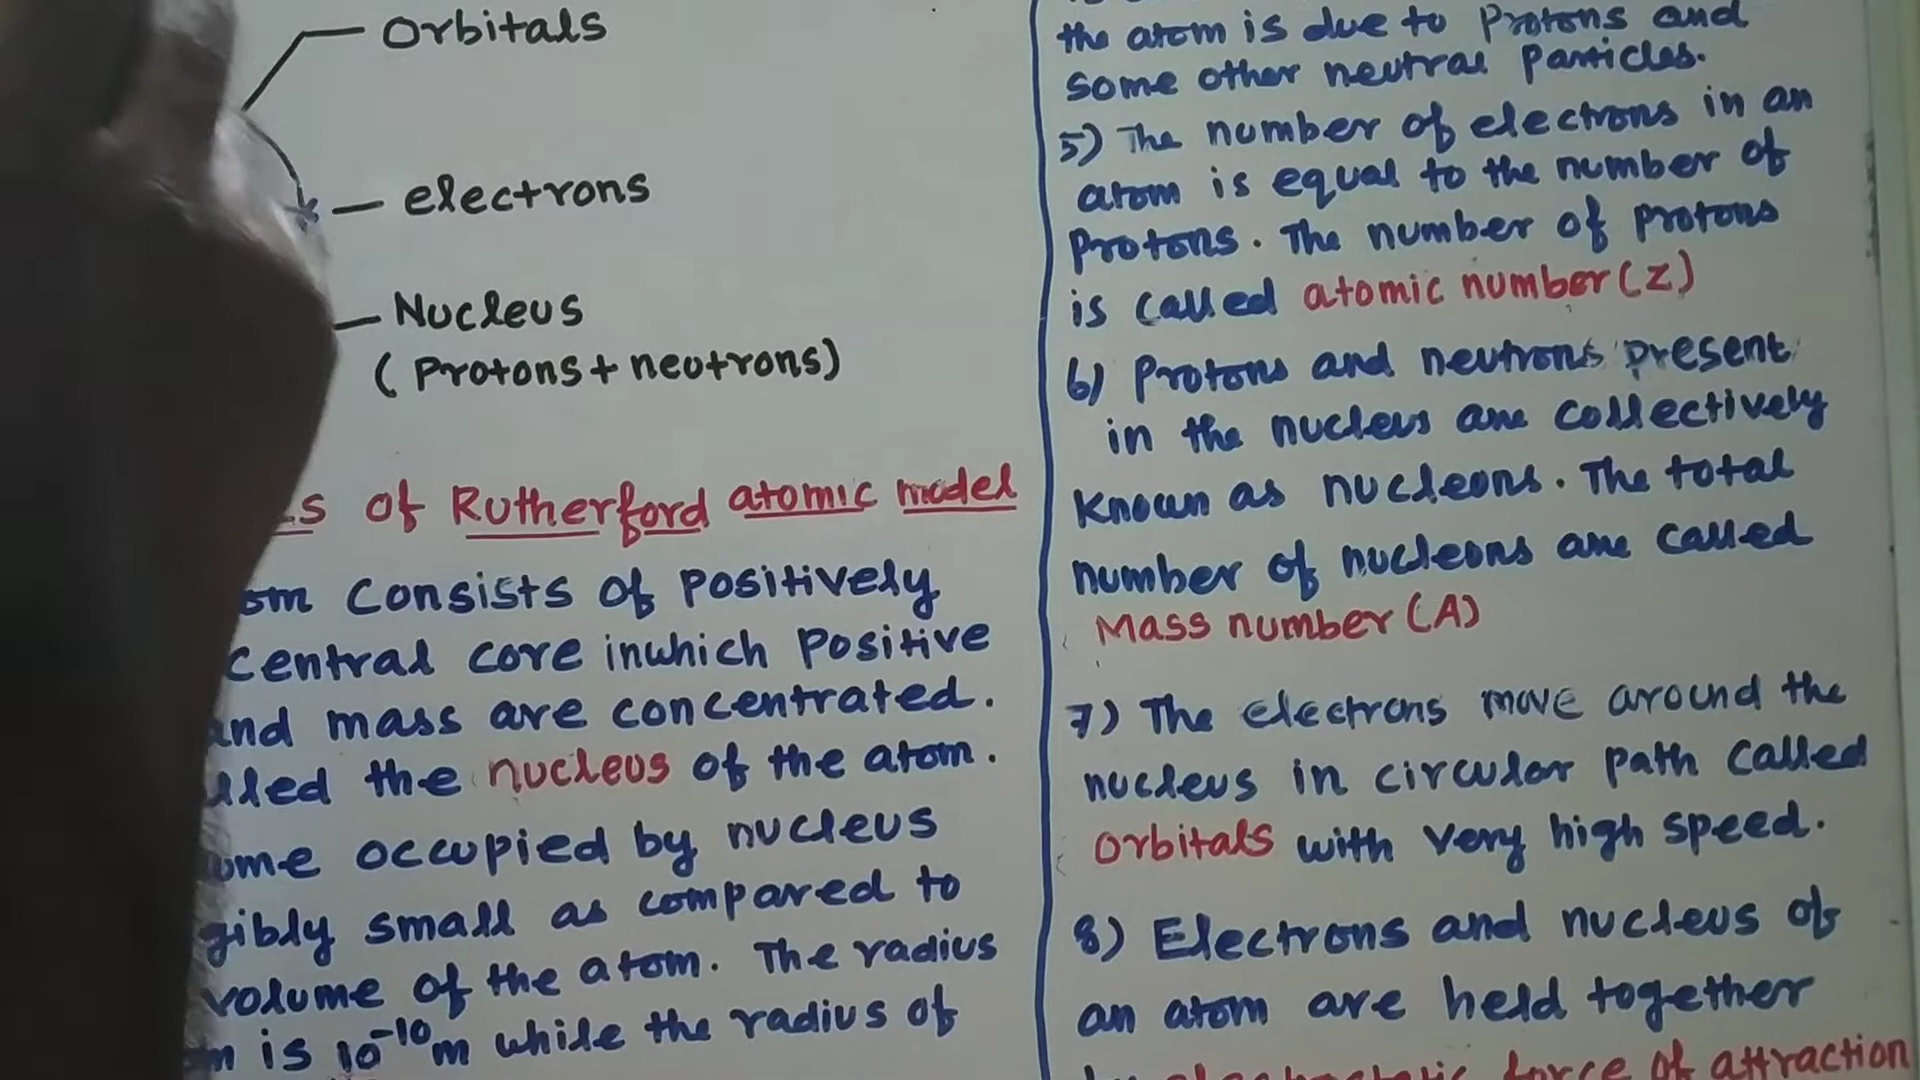 Orbitals
electrons
Nucleus
(Protons + neutrons)
of Rutherford atomic model
consists of positively
central core inwhich positive
and mass are concentrated.
the nucleus of the atom.
occupied by nucleus
small as compared to
volume of the atom. The radius
is 10⁻¹⁰m while the radius of
the atom is due to Protons and
some other neutral particles.
5) The number of electrons in an
atom is equal to the number of
Protons. The number of protons
is called atomic number (Z)
6) Protons and neutrons present
in the nucleus are collectively
known as nucleons. The total
number of nucleons are called
Mass number (A)
7) The electrons move around the
nucleus in circular path called
orbitals with very high speed.
8) Electrons and nucleus of
an atom are held together
force of attraction